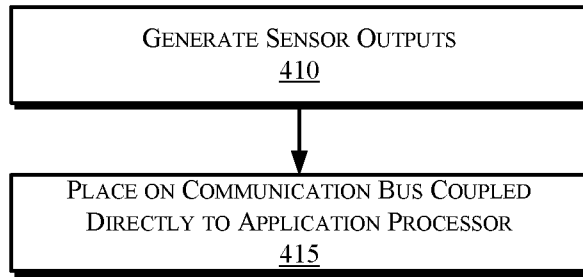 GENERATE SENSOR OUTPUTS
410
PLACE ON COMMUNICATION BUS COUPLED
DIRECTLY TO APPLICATION PROCESSOR
415